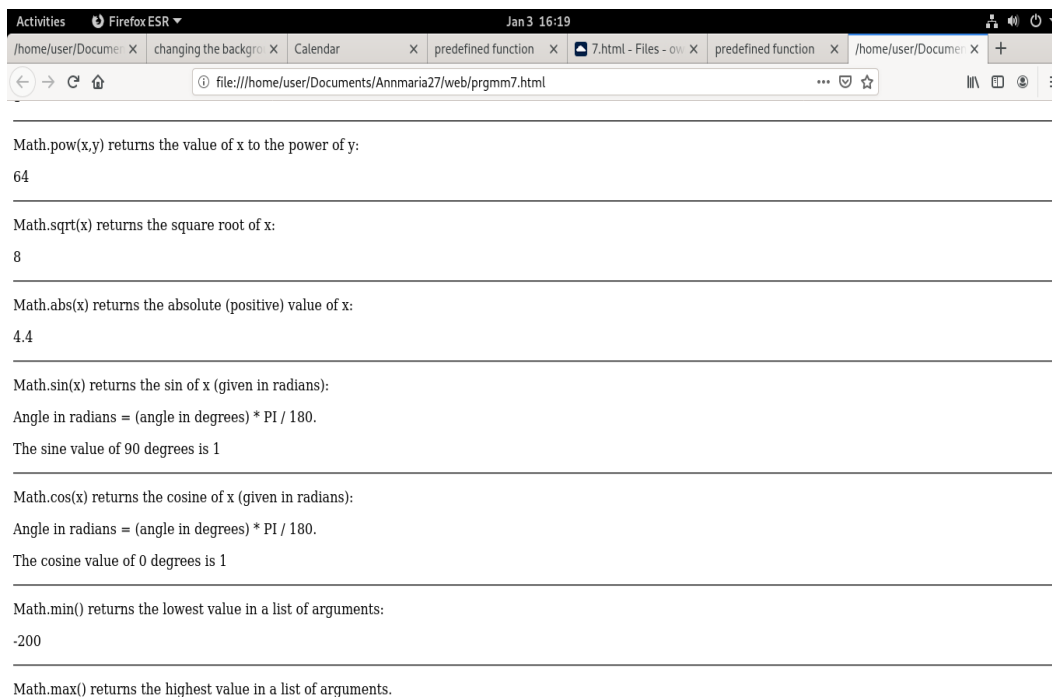 Activities Firefox ESR Jan 3 16:19
/home/user/Documen changing the backgro Calendar predefined function 7.html - Files - ow predefined function /home/user/Documen
file:///home/user/Documents/Annmaria27/web/prgmm7.html
Math.pow(x,y) returns the value of x to the power of y:
64
Math.sqrt(x) returns the square root of x:
8
Math.abs(x) returns the absolute (positive) value of x:
4.4
Math.sin(x) returns the sin of x (given in radians):
Angle in radians = (angle in degrees) * PI / 180.
The sine value of 90 degrees is 1
Math.cos(x) returns the cosine of x (given in radians):
Angle in radians = (angle in degrees) * PI / 180.
The cosine value of 0 degrees is 1
Math.min() returns the lowest value in a list of arguments:
-200
Math.max() returns the highest value in a list of arguments.